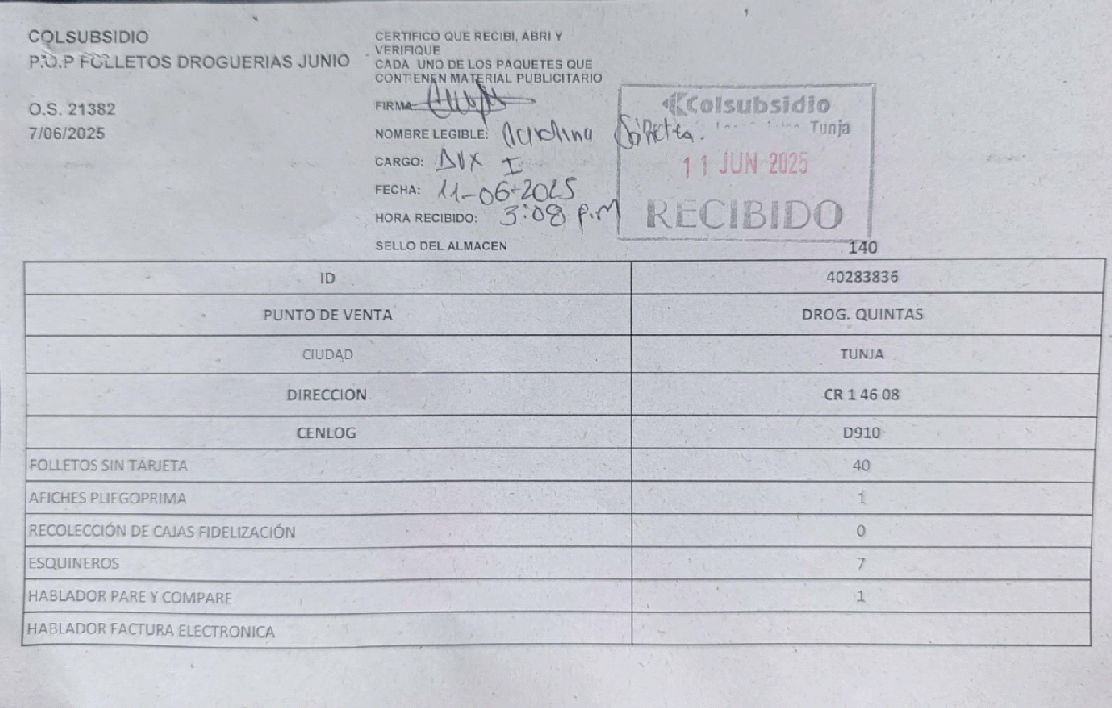 COLSUBSIDIO
P.O.P FOLLETOS DROGUERIAS JUNIO
O.S. 21382
7/06/2025
CERTIFICO QUE RECIBI, ABRI Y
VERIFIQUE
CADA UNO DE LOS PAQUETES QUE
CONTIENEN MATERIAL PUBLICITARIO
FIRMA
NOMBRE LEGIBLE:
CARGO: AUX I
FECHA: 11-06-2025
HORA RECIBIDO: 3:08 P.M
SELLO DEL ALMACEN
Colsubsidio
Tunja
11 JUN 2025
RECIBIDO
140
ID 40283836
PUNTO DE VENTA DROG. QUINTAS
CIUDAD TUNJA
DIRECCION CR 1 46 08
CENLOG D910
FOLLETOS SIN TARJETA 40
AFICHES PLIEGOPRIMA 1
RECOLECCIÓN DE CAJAS FIDELIZACIÓN 0
ESQUINEROS 7
HABLADOR PARE Y COMPARE 1
HABLADOR FACTURA ELECTRONICA